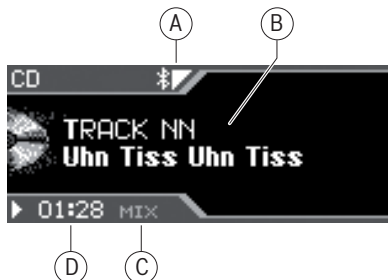 A B
CD
TRACK NN
Uhn Tiss Uhn Tiss
01:28 MIX
D C